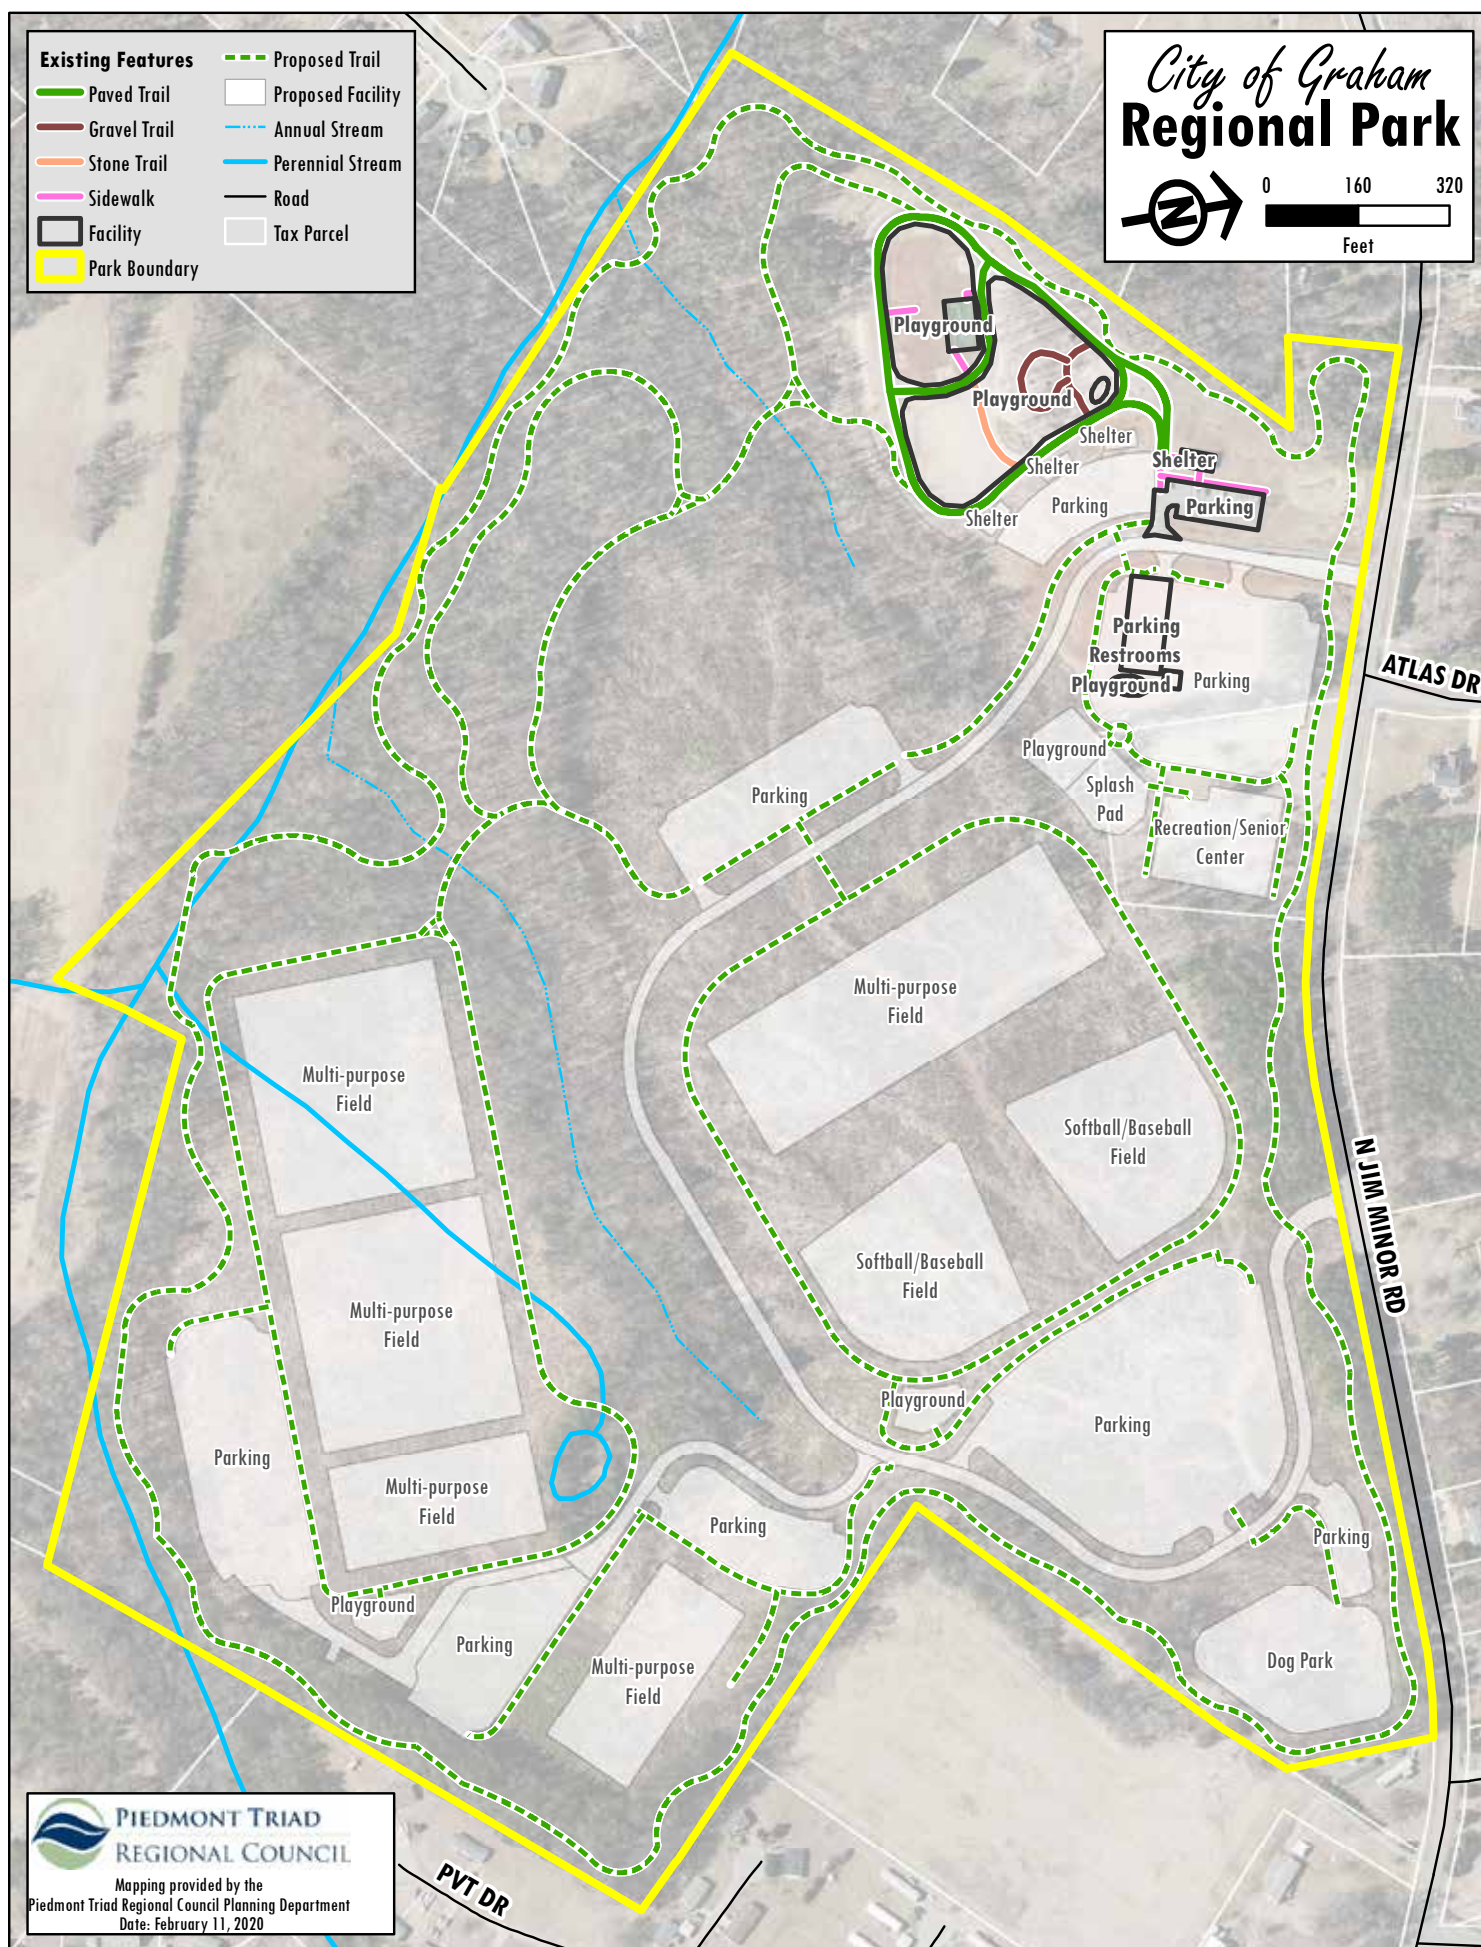 Existing Features
Paved Trail
Gravel Trail
Stone Trail
Sidewalk
Facility
Park Boundary
Proposed Trail
Proposed Facility
Annual Stream
Perennial Stream
Road
Tax Parcel
City of Graham
Regional Park
N
0 160 320
Feet
Playground
Playground
Shelter
Shelter
Shelter
Parking
Shelter
Parking
Parking
Restrooms
Playground
Parking
ATLAS DR
Playground
Splash
Pad
Parking
Recreation/Senior
Center
Multi-purpose
Field
Multi-purpose
Field
Softball/Baseball
Field
N JIM MINOR RD
Softball/Baseball
Field
Multi-purpose
Field
Playground
Parking
Parking
Multi-purpose
Field
Parking
Parking
Playground
Parking
Multi-purpose
Field
Dog Park
PVT DR
PIEDMONT TRIAD
REGIONAL COUNCIL
Mapping provided by the
Piedmont Triad Regional Council Planning Department
Date: February 11, 2020